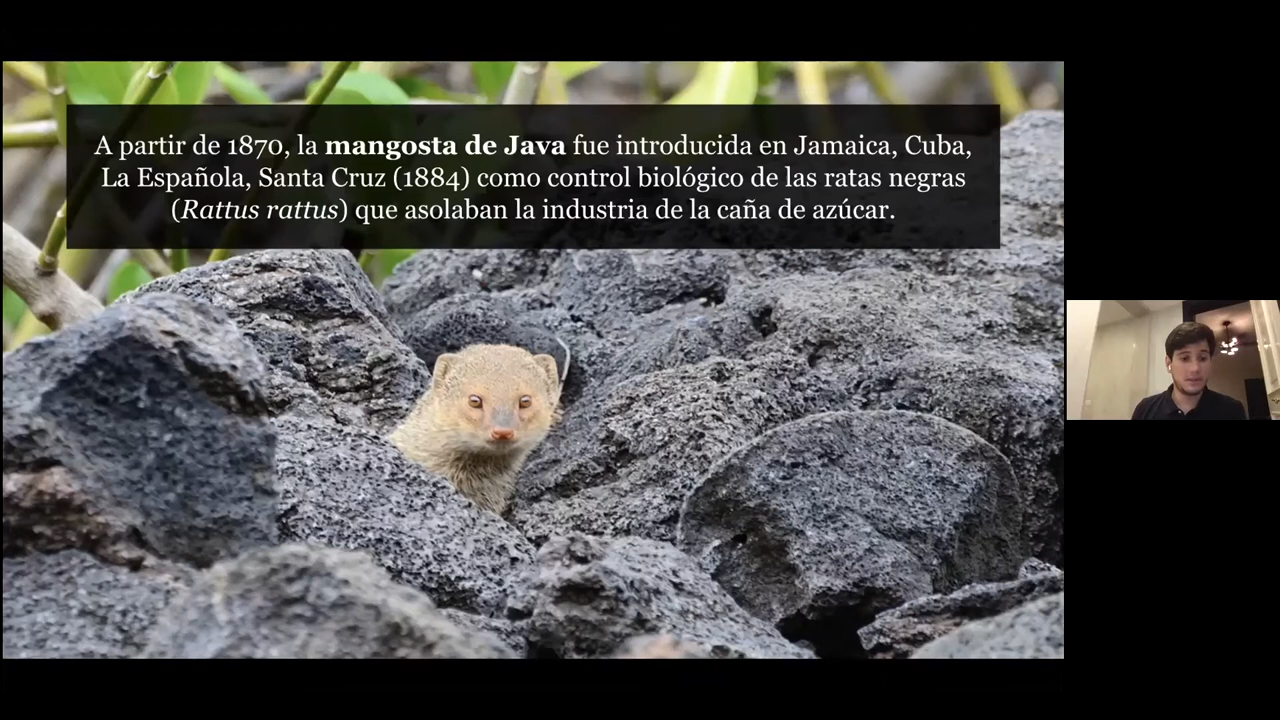 A partir de 1870, la mangosta de Java fue introducida en Jamaica, Cuba,
La Española, Santa Cruz (1884) como control biológico de las ratas negras
(Rattus rattus) que asolaban la industria de la caña de azúcar.